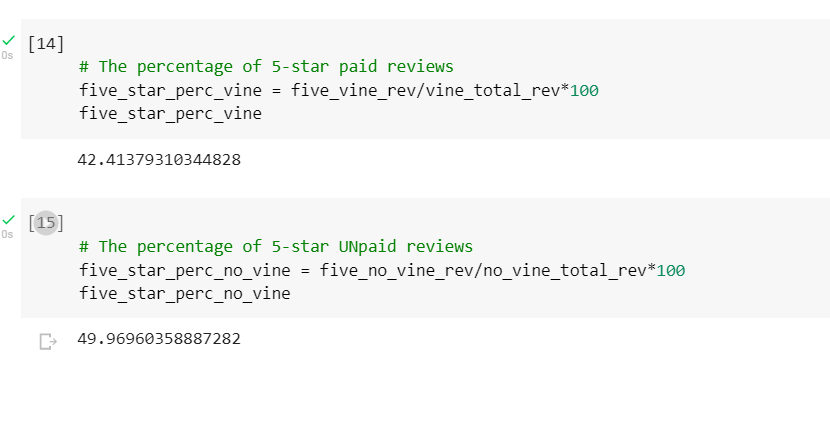 [14]
0s
# The percentage of 5-star paid reviews
five_star_perc_vine = five_vine_rev/vine_total_rev*100
five_star_perc_vine
42.41379310344828
[15]
0s
# The percentage of 5-star UNpaid reviews
five_star_perc_no_vine = five_no_vine_rev/no_vine_total_rev*100
five_star_perc_no_vine
49.96960358887282